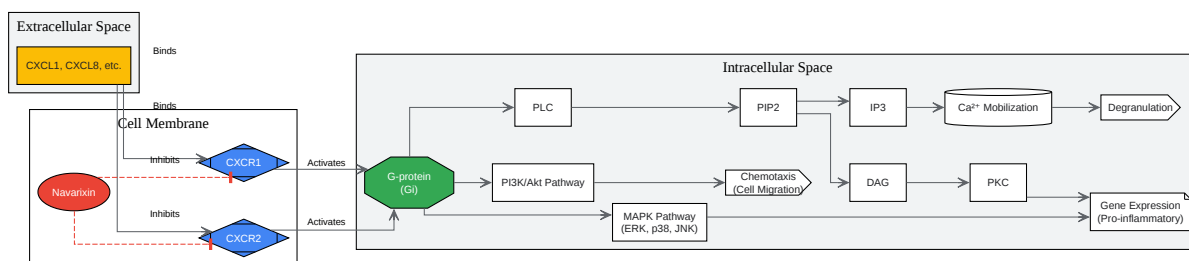 Extracellular Space
CXCL1, CXCL8, etc.
Binds
Binds
Cell Membrane
Navarixin
Inhibits
CXCR1
Inhibits
CXCR2
Activates
Activates
Intracellular Space
G-protein
(Gi)
PLC
PIP2
IP3
Ca²⁺ Mobilization
Degranulation
PI3K/Akt Pathway
Chemotaxis
(Cell Migration)
DAG
PKC
MAPK Pathway
(ERK, p38, JNK)
Gene Expression
(Pro-inflammatory)